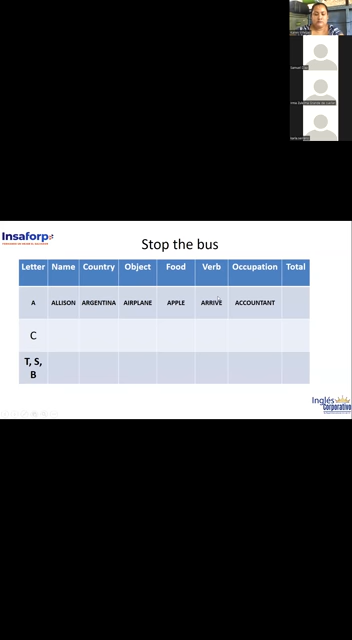 Insaforp
Stop the bus
Letter Name Country Object Food Verb Occupation Total
A ALLISON ARGENTINA AIRPLANE APPLE ARRIVE ACCOUNTANT
C
T, S,
B
Inglés
Corporativo